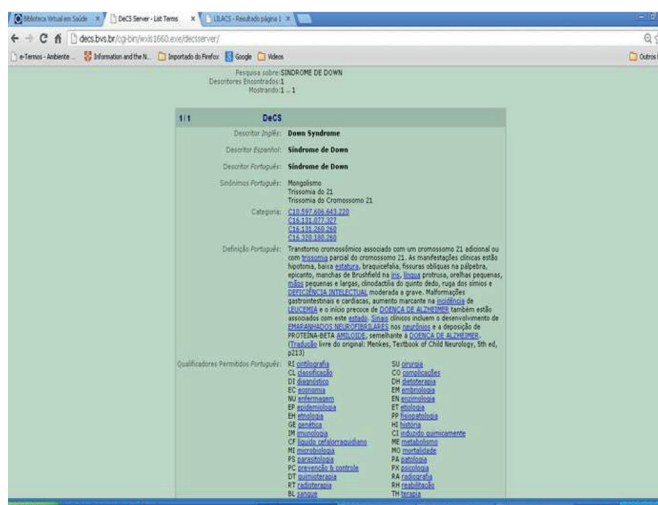 Biblioteca Virtual em Saúde
DeCS Server - List Terms
LILACS - Resultado página 1
decs.bvs.br/cgi-bin/wxis1660.exe/decsserver/
e-Termos - Ambiente ...
Information and the N...
Importado do Firefox
Google
Videos
Outros
Pesquisa sobre: SINDROME DE DOWN
Descritores Encontrados: 1
Mostrando: 1 .. 1
1/1 DeCS
Descritor Inglês: Down Syndrome
Descritor Espanhol: Síndrome de Down
Descritor Português: Síndrome de Down
Sinônimos Português: Mongolismo
Trissomia do 21
Trissomia do Cromossomo 21
Categoria: C10.597.606.643.220
C16.131.077.327
C16.131.260.260
C16.320.180.260
Definição Português: Transtorno cromossômico associado com um cromossomo 21 adicional ou
com trissomia parcial do cromossomo 21. As manifestações clínicas estão
hipotonia, baixa estatura, braquicefalia, fissuras oblíquas na pálpebra,
epicanto, manchas de Brushfield na íris, língua protrusa, orelhas pequenas,
mãos pequenas e largas, clinodactilia do quinto dedo, ruga dos símios e
DEFICIÊNCIA INTELECTUAL moderada a grave. Malformações
gastrointestinais e cardíacas, aumento marcante na incidência de
LEUCEMIA e o início precoce de DOENÇA DE ALZHEIMER também estão
associados com este estado. Sinais clínicos incluem o desenvolvimento de
EMARANHADOS NEUROFIBRILARES nos neurônios e a deposição de
PROTEÍNA-BETA AMILOIDE, semelhante à DOENÇA DE ALZHEIMER.
(Tradução livre do original: Menkes, Textbook of Child Neurology, 5th ed,
p213)
Qualificadores Permitidos Português: RI cintilografia SU cirurgia
CL classificação CO complicações
DI diagnóstico DH dietoterapia
EC economia EM embriologia
NU enfermagem EN enzimologia
EP epidemiologia ET etiologia
EH etnologia PP fisiopatologia
GE genética HI história
IM imunologia CI induzido quimicamente
CF líquido cefalorraquidiano ME metabolismo
MI microbiologia MO mortalidade
PS parasitologia PA patologia
PC prevenção & controle PX psicologia
DT quimioterapia RA radiografia
RT radioterapia RH reabilitação
BL sangue TH terapia